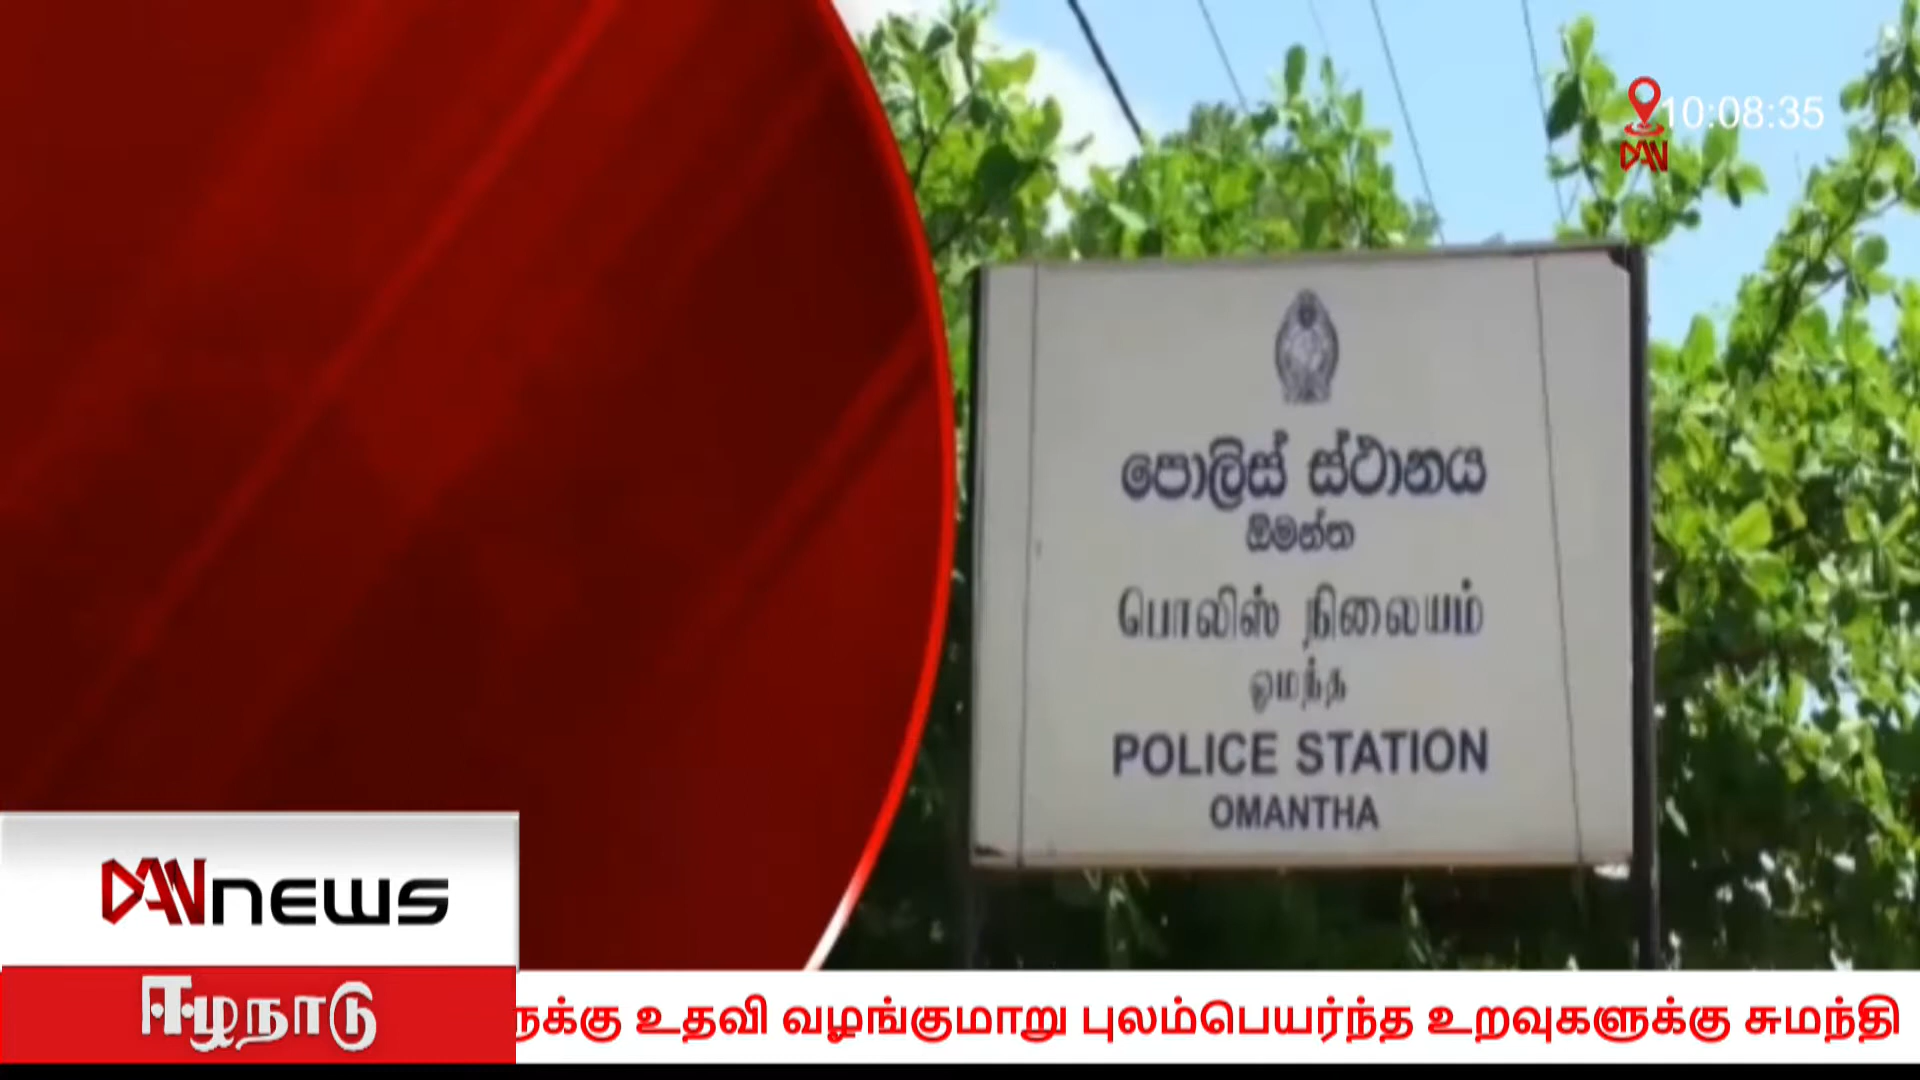 10:08:35
DAN
පොලිස් ස්ථානය
ඕමන්ත
பொலிஸ் நிலையம்
ஓமந்த
POLICE STATION
OMANTHA
DAN news
ஈழநாடு
க்கு உதவி வழங்குமாறு புலம்பெயர்ந்த உறவுகளுக்கு சுமந்தி